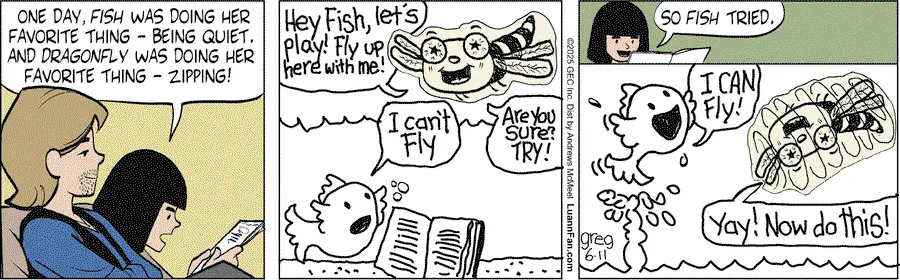 ONE DAY, FISH WAS DOING HER
FAVORITE THING – BEING QUIET.
AND DRAGONFLY WAS DOING HER
FAVORITE THING – ZIPPING!
Hey Fish, let's
play! Fly up
here with me!
I can't
Fly
Are you
Sure?
TRY!
©2025 GEC Inc. Dist by Andrews McMeel LuannFan.com
SO FISH TRIED.
I CAN
Fly!
Yay! Now do this!
greg
6·11